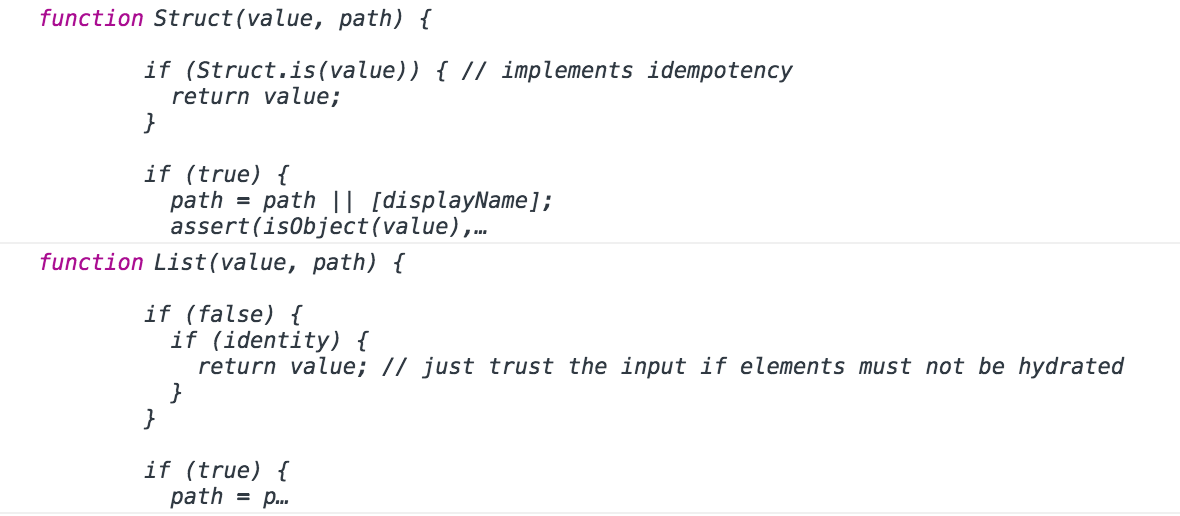 function Struct(value, path) {
if (Struct.is(value)) { // implements idempotency
return value;
}
if (true) {
path = path || [displayName];
assert(isObject(value),…
function List(value, path) {
if (false) {
if (identity) {
return value; // just trust the input if elements must not be hydrated
}
}
if (true) {
path = p…